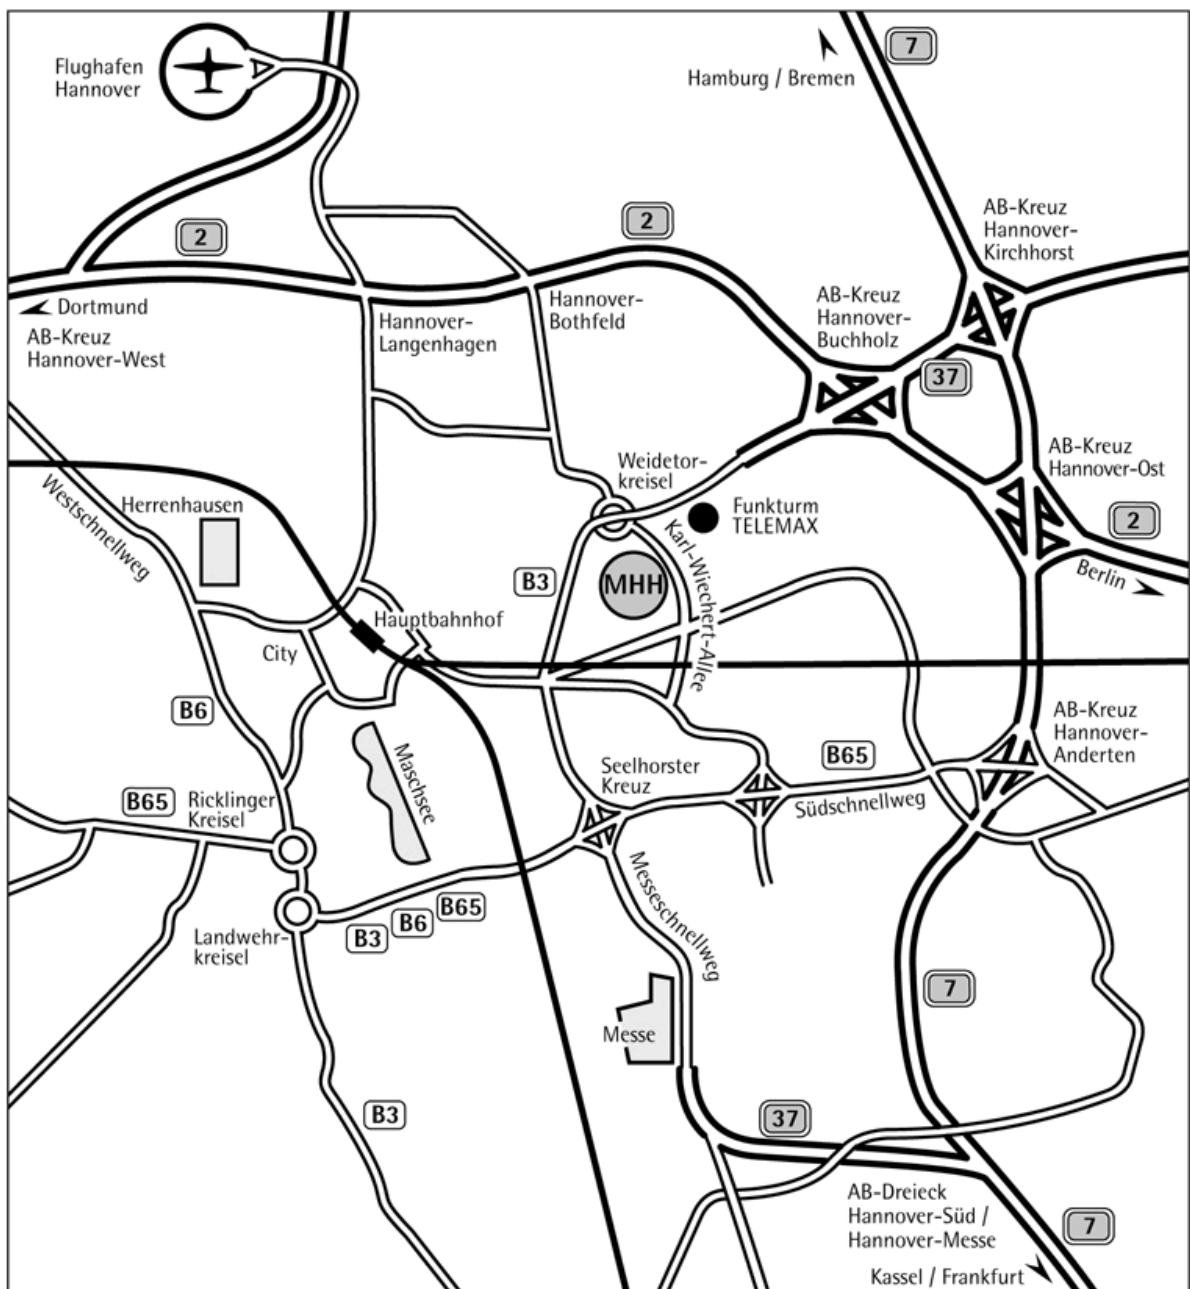 7
Flughafen
Hannover
Hamburg / Bremen
AB-Kreuz
Hannover-
Kirchhorst
2
2
Dortmund
AB-Kreuz
Hannover-West
Hannover-
Langenhagen
Hannover-
Bothfeld
AB-Kreuz
Hannover-
Buchholz
37
Westschnellweg
Herrenhausen
Weidetor-
kreisel
Funkturm
TELEMAX
AB-Kreuz
Hannover-Ost
2
Berlin
B3
MHH
Karl-Wiechert-Allee
Hauptbahnhof
City
B6
Maschsee
Seelhorster
Kreuz
B65
Südschnellweg
AB-Kreuz
Hannover-
Anderten
B65
Ricklinger
Kreisel
Landwehr-
kreisel
B3
B6
B65
Messeschnellweg
7
Messe
B3
37
AB-Dreieck
Hannover-Süd /
Hannover-Messe
7
Kassel / Frankfurt